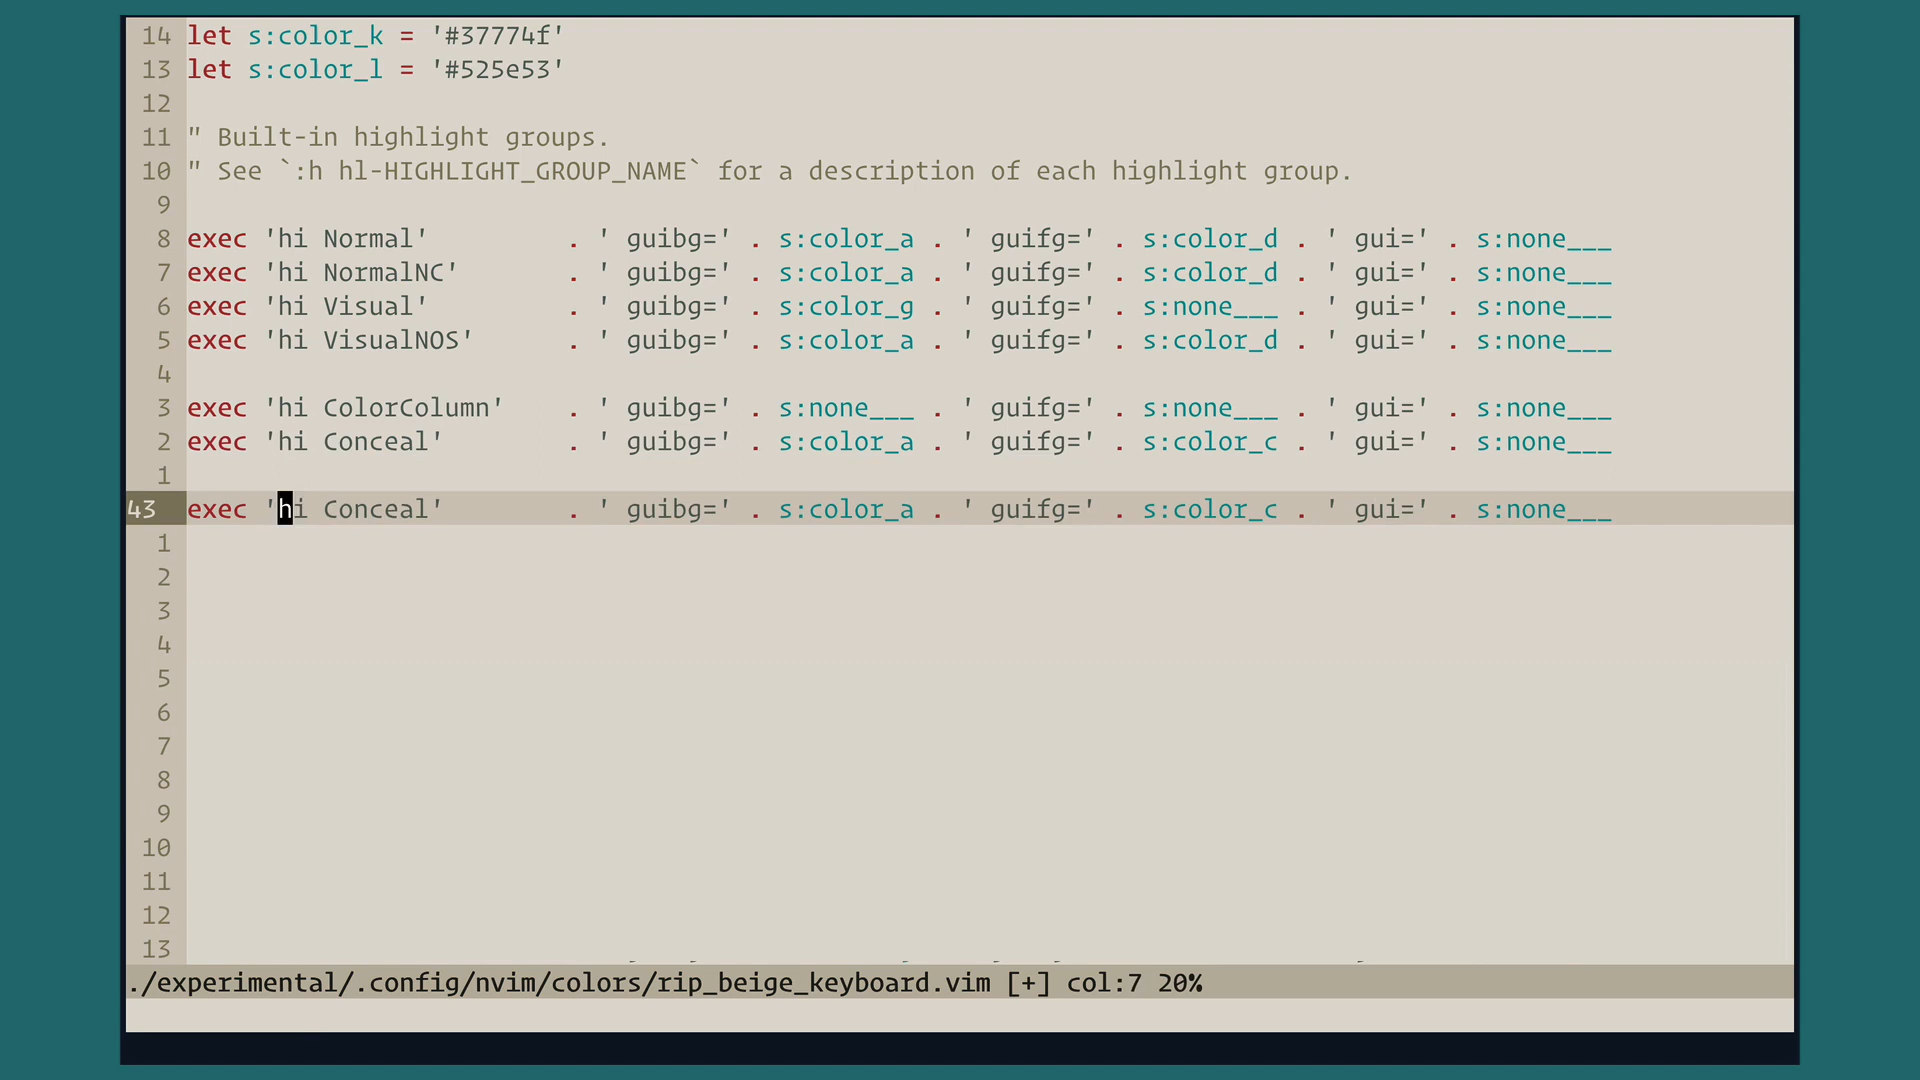 14 let s:color_k = '#37774f'
13 let s:color_l = '#525e53'
12
11 " Built-in highlight groups.
10 " See `:h hl-HIGHLIGHT_GROUP_NAME` for a description of each highlight group.
9
8 exec 'hi Normal' . ' guibg=' . s:color_a . ' guifg=' . s:color_d . ' gui=' . s:none___
7 exec 'hi NormalNC' . ' guibg=' . s:color_a . ' guifg=' . s:color_d . ' gui=' . s:none___
6 exec 'hi Visual' . ' guibg=' . s:color_g . ' guifg=' . s:none___ . ' gui=' . s:none___
5 exec 'hi VisualNOS' . ' guibg=' . s:color_a . ' guifg=' . s:color_d . ' gui=' . s:none___
4
3 exec 'hi ColorColumn' . ' guibg=' . s:none___ . ' guifg=' . s:none___ . ' gui=' . s:none___
2 exec 'hi Conceal' . ' guibg=' . s:color_a . ' guifg=' . s:color_c . ' gui=' . s:none___
1
43 exec 'hi Conceal' . ' guibg=' . s:color_a . ' guifg=' . s:color_c . ' gui=' . s:none___
1
2
3
4
5
6
7
8
9
10
11
12
13
./experimental/.config/nvim/colors/rip_beige_keyboard.vim [+] col:7 20%